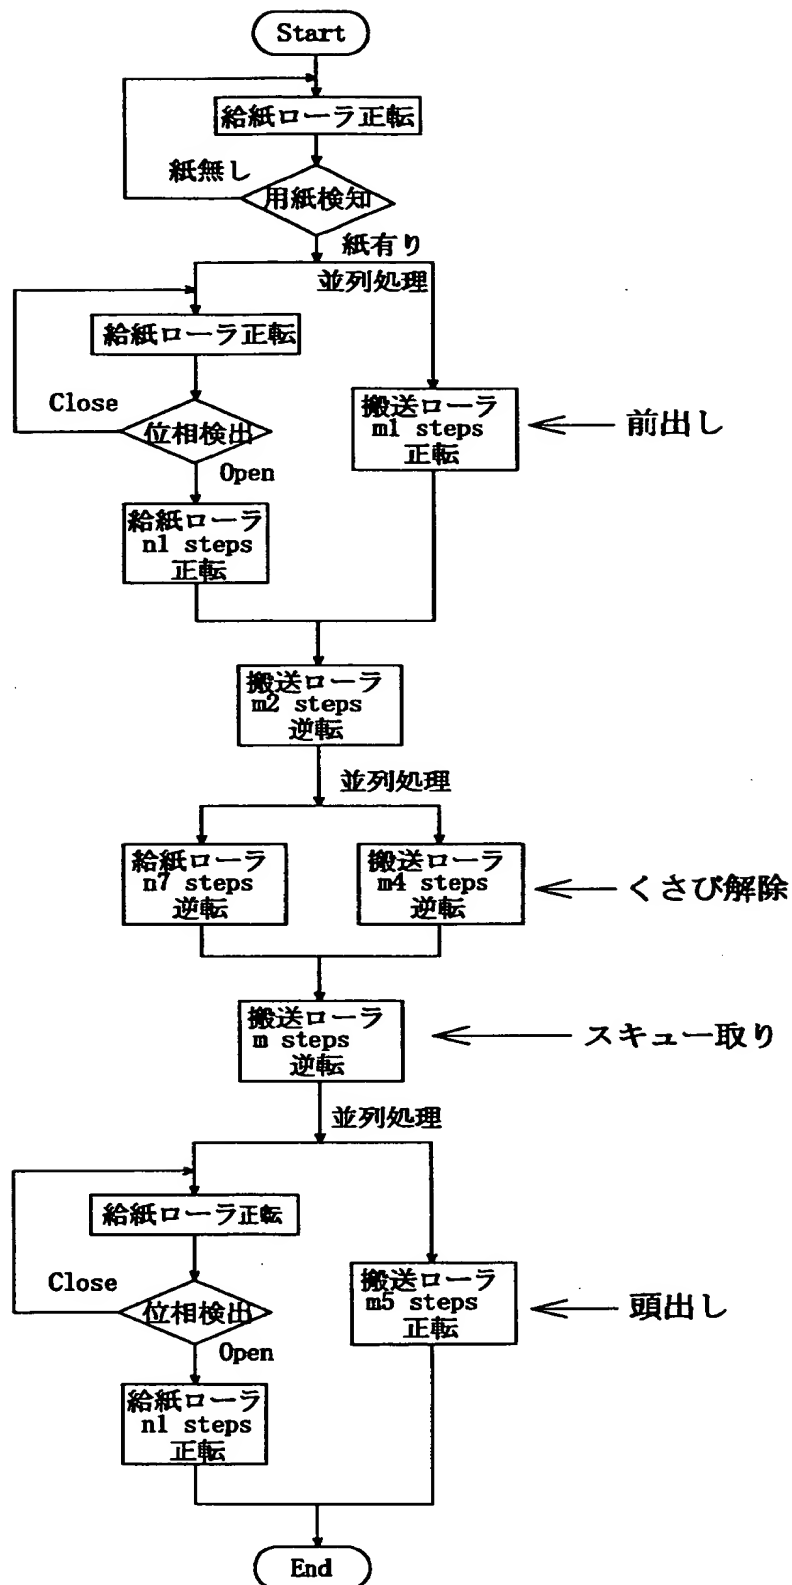 Start
給紙ローラ正転
紙無し
用紙検知
紙有り
並列処理
給紙ローラ正転
Close
位相検出
Open
給紙ローラ
n1 steps
正転
搬送ローラ
m1 steps
正転
前出し
搬送ローラ
m2 steps
逆転
並列処理
給紙ローラ
n7 steps
逆転
搬送ローラ
m4 steps
逆転
くさび解除
搬送ローラ
m steps
逆転
スキュー取り
並列処理
給紙ローラ正転
Close
位相検出
Open
給紙ローラ
n1 steps
正転
搬送ローラ
m5 steps
正転
頭出し
End